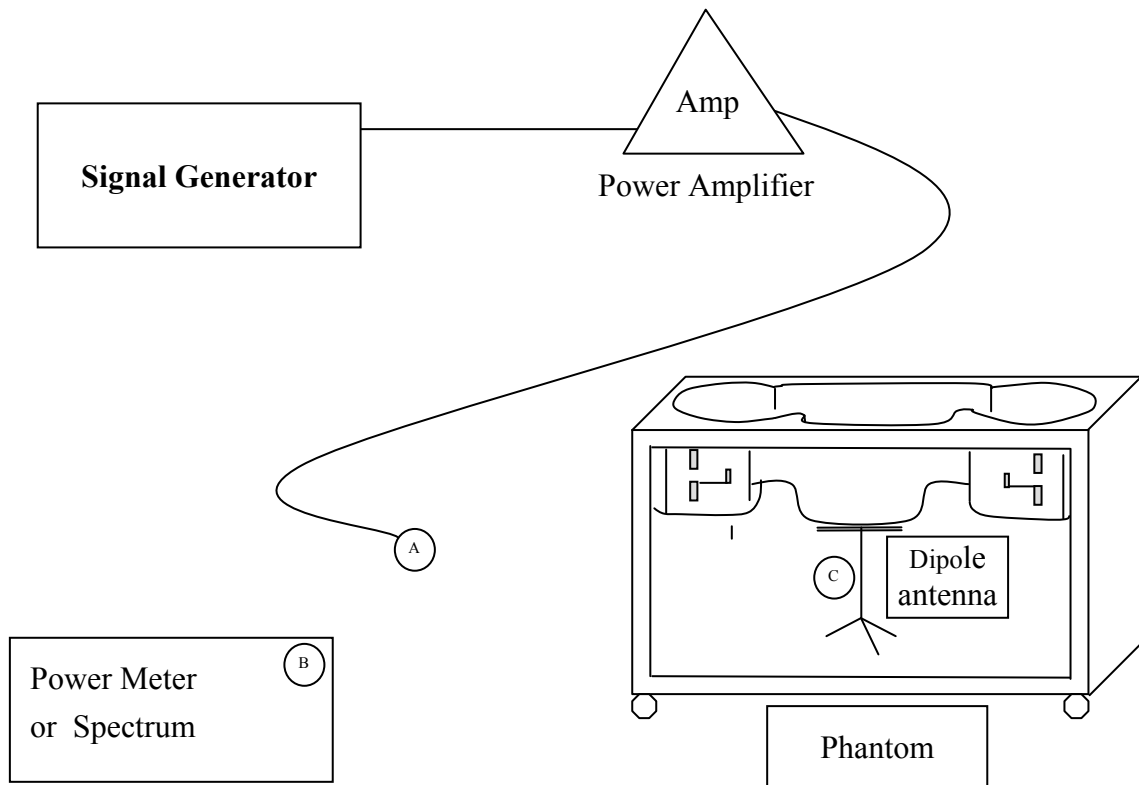 Amp
Signal Generator
Power Amplifier
A
C
Dipole
antenna
B
Power Meter
or Spectrum
Phantom